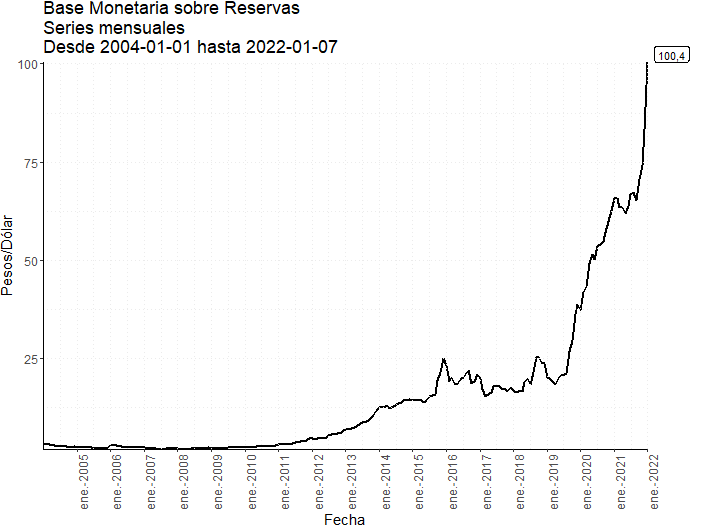 Base Monetaria sobre Reservas
Series mensuales
Desde 2004-01-01 hasta 2022-01-07
100,4
100
75
50
25
Pesos/Dólar
ene.-2005
ene.-2006
ene.-2007
ene.-2008
ene.-2009
ene.-2010
ene.-2011
ene.-2012
ene.-2013
ene.-2014
ene.-2015
ene.-2016
ene.-2017
ene.-2018
ene.-2019
ene.-2020
ene.-2021
ene.-2022
Fecha